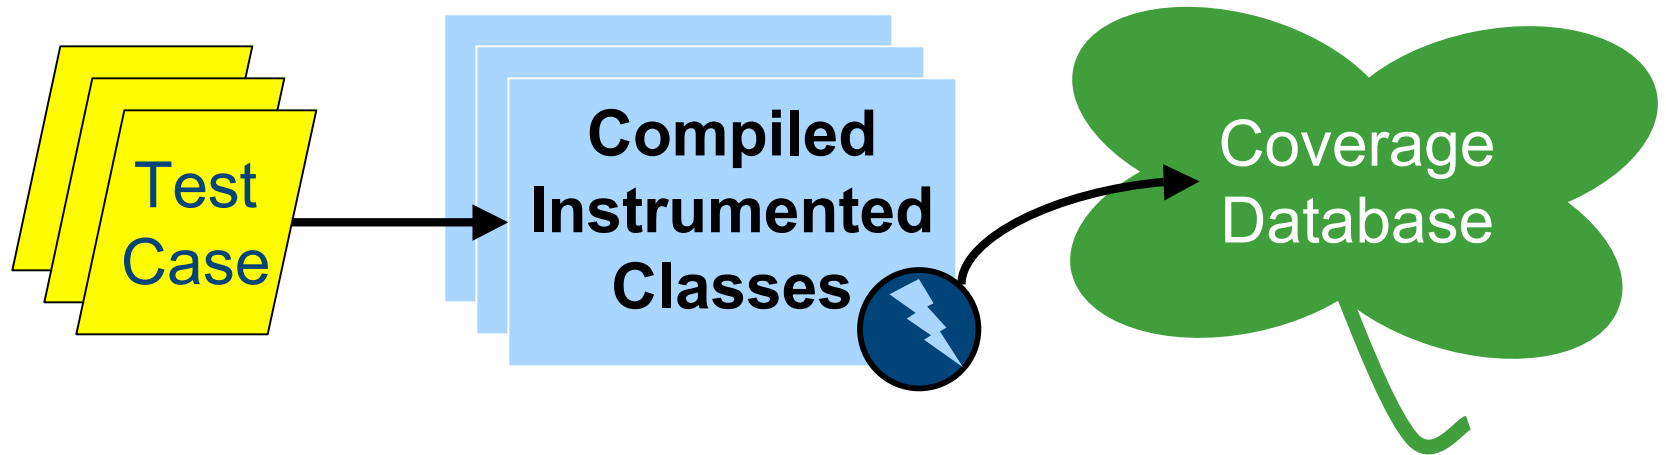 Test
Case
Compiled
Instrumented
Classes
Coverage
Database